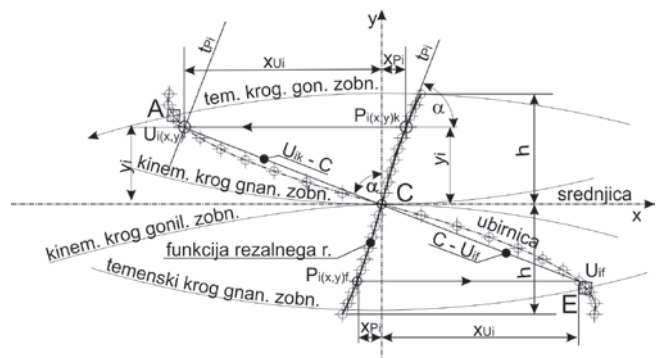 y
tPi
tPi
xUi
xPi
A
tem. krog. gon. zobn.
α
Ui(x,y)
Pi(x,y)k
yi
Uik - C
yi
h
α
kinem. krog gnan. zobn.
C
srednjica
x
kinem. krog gonil. zobn.
ubirnica
funkcija rezalnega r.
C - Uif
h
temenski krog gnan. zobn.
Pi(x,y)f
Uif
E
xPi
xUi